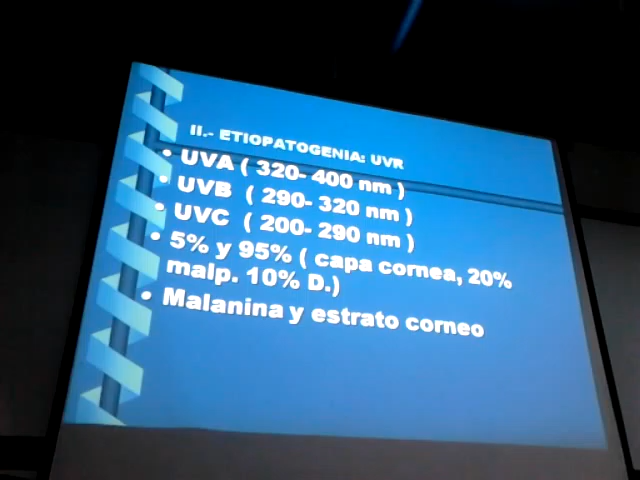 II.- ETIOPATOGENIA: UVR
• UVA ( 320- 400 nm )
• UVB ( 290- 320 nm )
• UVC ( 200- 290 nm )
• 5% y 95% ( capa cornea, 20%
malp. 10% D.)
• Malanina y estrato corneo